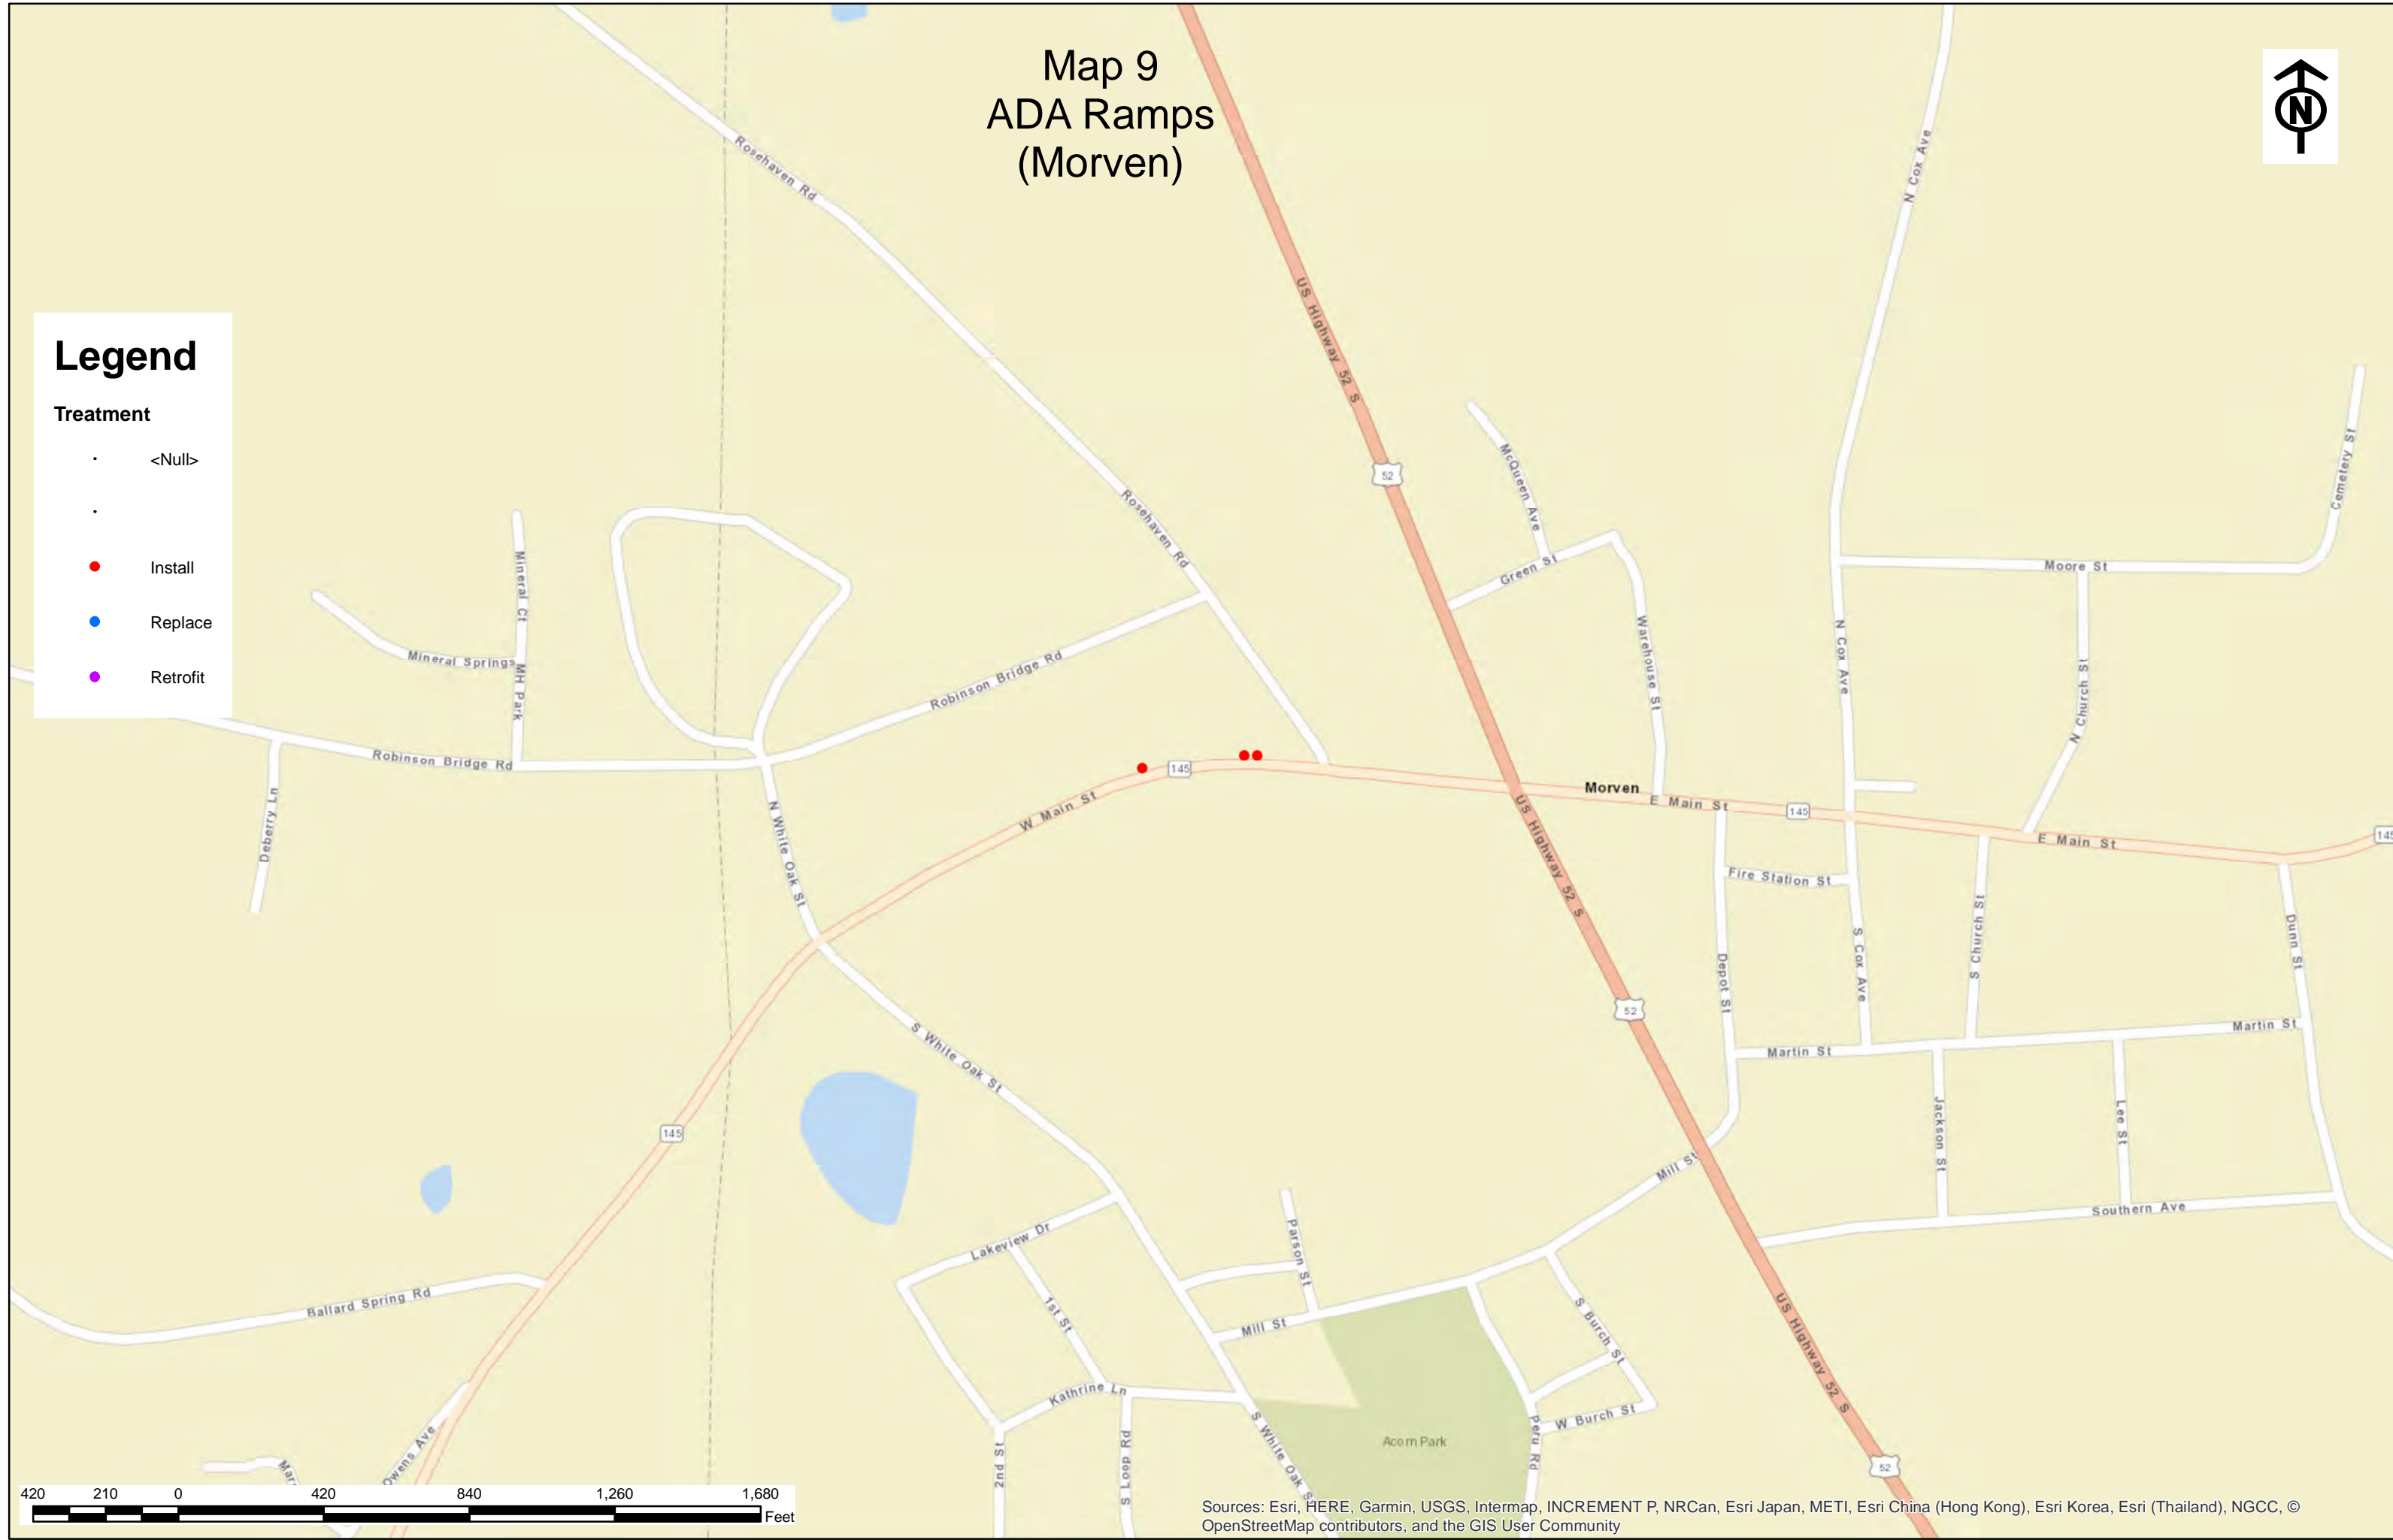 Map 9
ADA Ramps
(Morven)
N
Legend
Treatment
<Null>
Install
Replace
Retrofit
Rosehaven Rd
US Highway 52 S
N Cox Ave
52
McQueen Ave
Green St
Cemetery St
Moore St
Rosehaven Rd
Mineral Ct
Mineral Springs
MH Park
Robinson Bridge Rd
Warehouse St
N Cox Ave
N Church St
Robinson Bridge Rd
Deberry Ln
N White Oak St
W Main St
145
Morven
E Main St
145
E Main St
145
US Highway 52 S
Fire Station St
Depot St
S Cox Ave
S Church St
Dunn St
52
Martin St
Martin St
S White Oak St
145
Jackson St
Lee St
Mill St
Southern Ave
Lakeview Dr
Parson St
1st St
Mill St
S Burch St
US Highway 52 S
Ballard Spring Rd
Kathrine Ln
S White Oak S
Acorn Park
Peru Rd
W Burch St
Owens Ave
2nd St
S Loop Rd
52
420 210 0 420 840 1,260 1,680
Feet
Sources: Esri, HERE, Garmin, USGS, Intermap, INCREMENT P, NRCan, Esri Japan, METI, Esri China (Hong Kong), Esri Korea, Esri (Thailand), NGCC, ©
OpenStreetMap contributors, and the GIS User Community